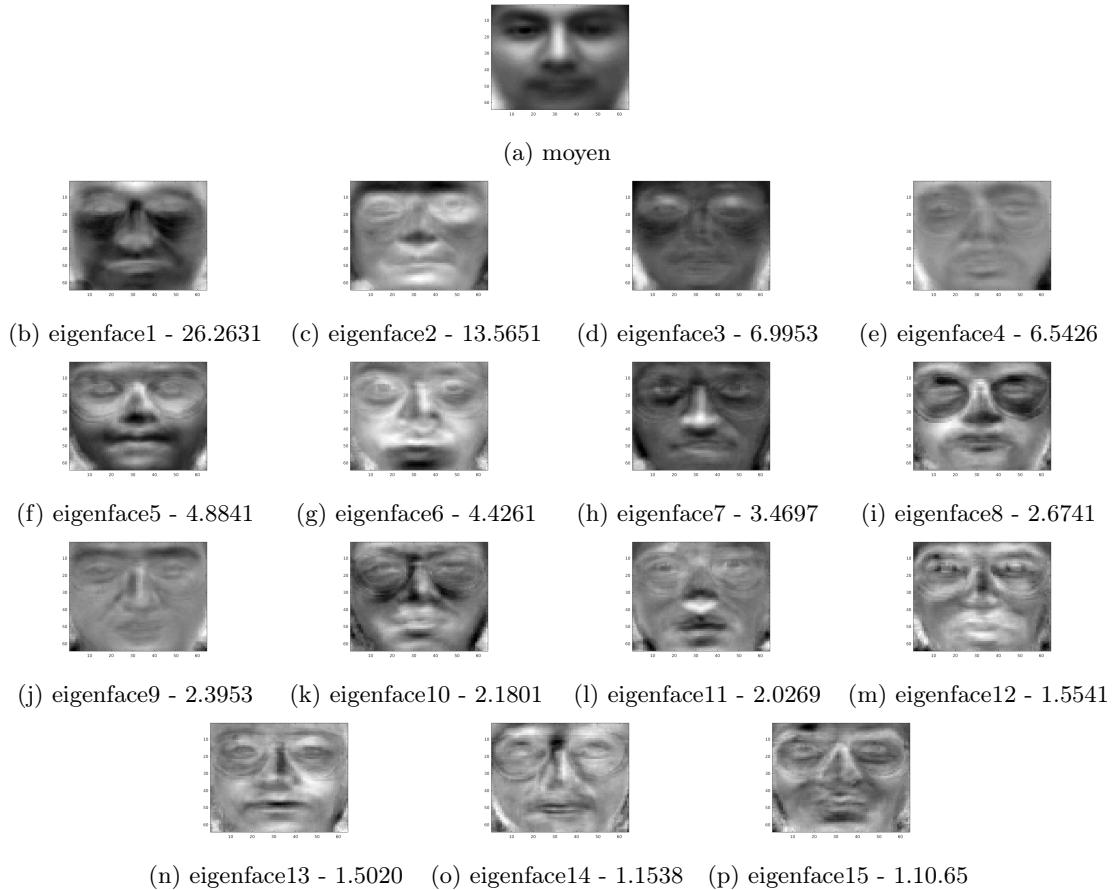 (a) moyen
(b) eigenface1 - 26.2631 (c) eigenface2 - 13.5651 (d) eigenface3 - 6.9953 (e) eigenface4 - 6.5426
(f) eigenface5 - 4.8841 (g) eigenface6 - 4.4261 (h) eigenface7 - 3.4697 (i) eigenface8 - 2.6741
(j) eigenface9 - 2.3953 (k) eigenface10 - 2.1801 (l) eigenface11 - 2.0269 (m) eigenface12 - 1.5541
(n) eigenface13 - 1.5020 (o) eigenface14 - 1.1538 (p) eigenface15 - 1.10.65